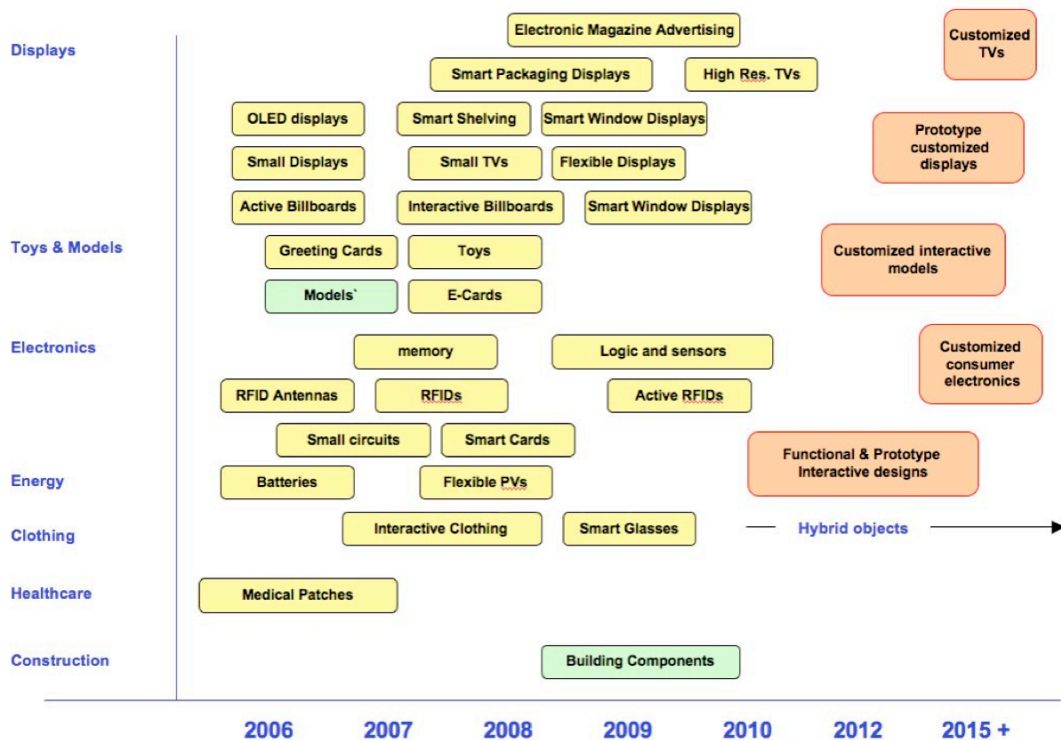 Electronic Magazine Advertising
Customized
TVs
Displays
Smart Packaging Displays
High Res. TVs
OLED displays
Smart Shelving
Smart Window Displays
Prototype
customized
displays
Small Displays
Small TVs
Flexible Displays
Active Billboards
Interactive Billboards
Smart Window Displays
Toys & Models
Greeting Cards
Toys
Customized interactive
models
Models`
E-Cards
Electronics
memory
Logic and sensors
Customized
consumer
electronics
RFID Antennas
RFIDs
Active RFIDs
Small circuits
Smart Cards
Functional & Prototype
Interactive designs
Energy
Batteries
Flexible PVs
Clothing
Interactive Clothing
Smart Glasses
Hybrid objects
Healthcare
Medical Patches
Construction
Building Components
2006
2007
2008
2009
2010
2012
2015 +